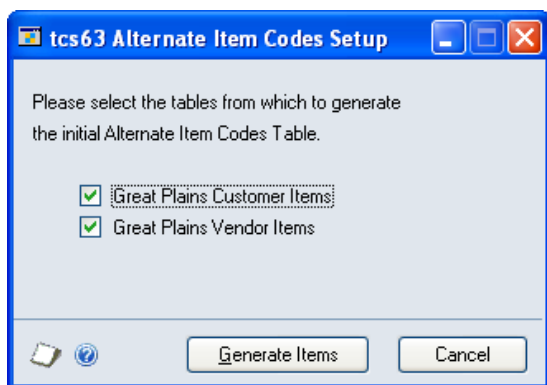 tcs63 Alternate Item Codes Setup
Please select the tables from which to generate
the initial Alternate Item Codes Table.
Great Plains Customer Items
Great Plains Vendor Items
Generate Items Cancel